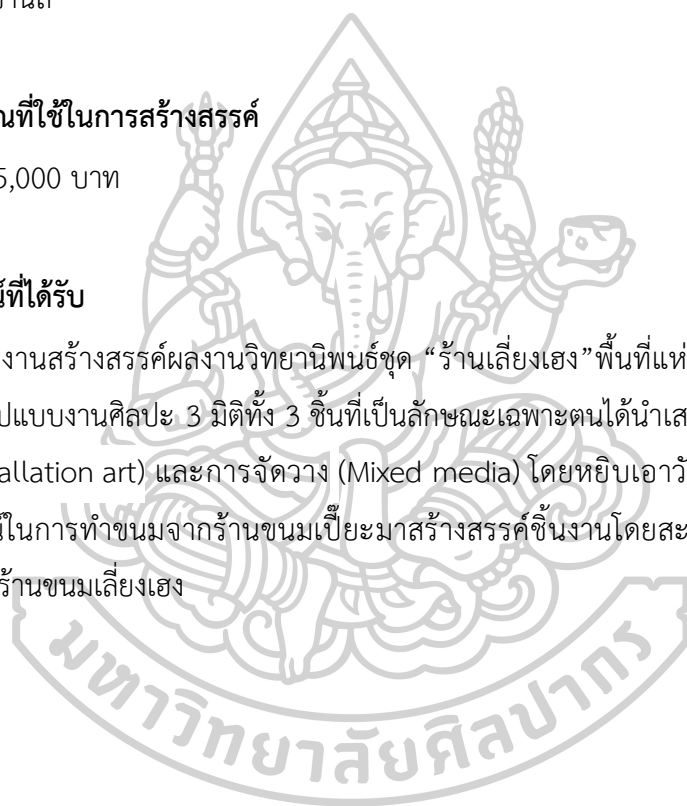 ณที่ใช้ในการสร้างสรรค์
5,000 บาท
ที่ได้รับ
งานสร้างสรรค์ผลงานวิทยานิพนธ์ชุด “ร้านเลี่ยงเฮง”พื้นที่แห่
ปแบบงานศิลปะ 3 มิติทั้ง 3 ชิ้นที่เป็นลักษณะเฉพาะตนได้นำเส
allation art) และการจัดวาง (Mixed media) โดยหยิบเอาวั
ในการทำขนมจากร้านขนมเปี๊ยะมาสร้างสรรค์ชิ้นงานโดยสะ
ร้านขนมเลี่ยงเฮง
มหาวิทยาลัยศิลปากร